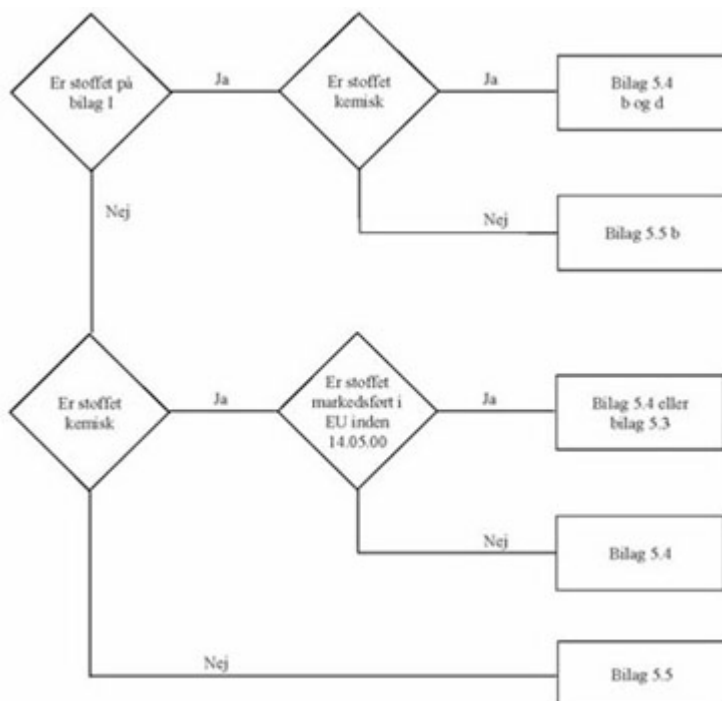 Er stoffet på
bilag I
Ja
Er stoffet
kemisk
Ja
Bilag 5.4
b og d
Nej
Nej
Bilag 5.5 b
Er stoffet
kemisk
Ja
Er stoffet
markedsført i
EU inden
14.05.00
Ja
Bilag 5.4 eller
bilag 5.3
Nej
Bilag 5.4
Nej
Bilag 5.5